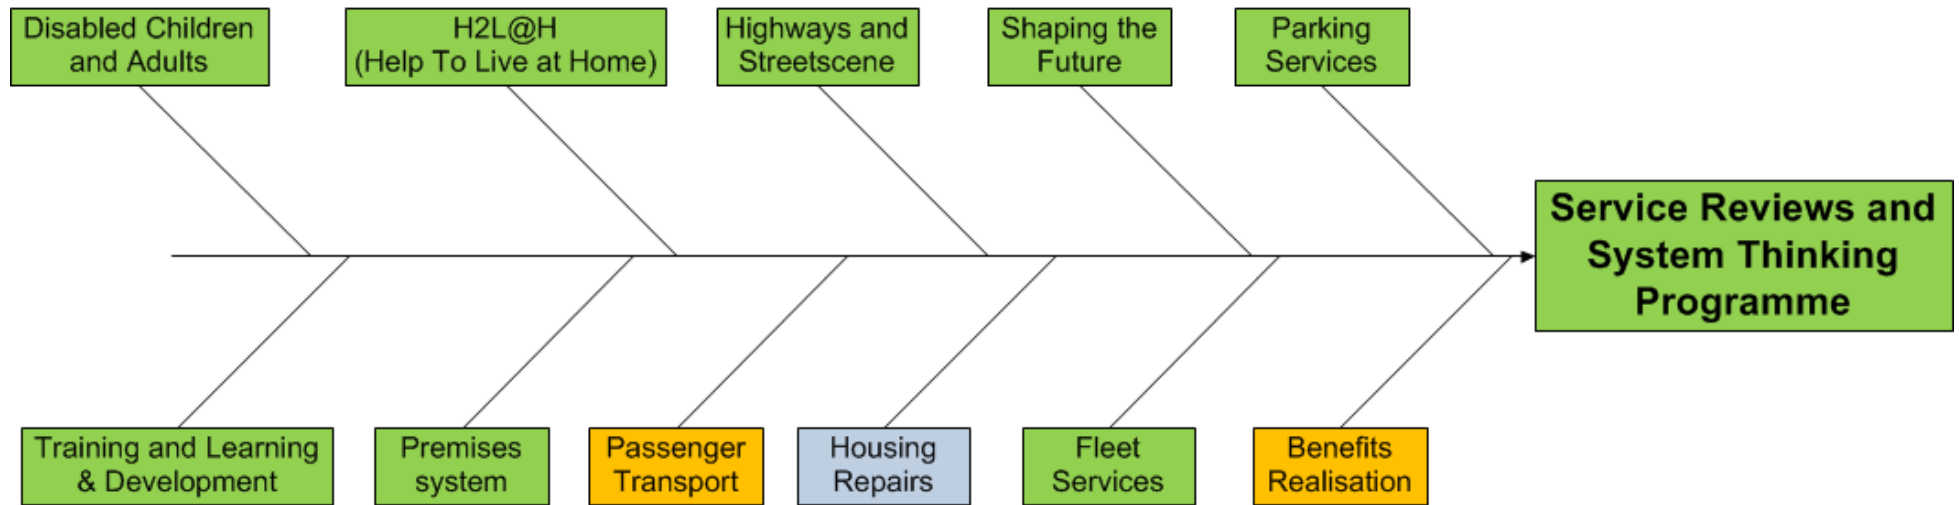 Disabled Children
and Adults
H2L@H
(Help To Live at Home)
Highways and
Streetscene
Shaping the
Future
Parking
Services
Service Reviews and
System Thinking
Programme
Training and Learning
& Development
Premises
system
Passenger
Transport
Housing
Repairs
Fleet
Services
Benefits
Realisation